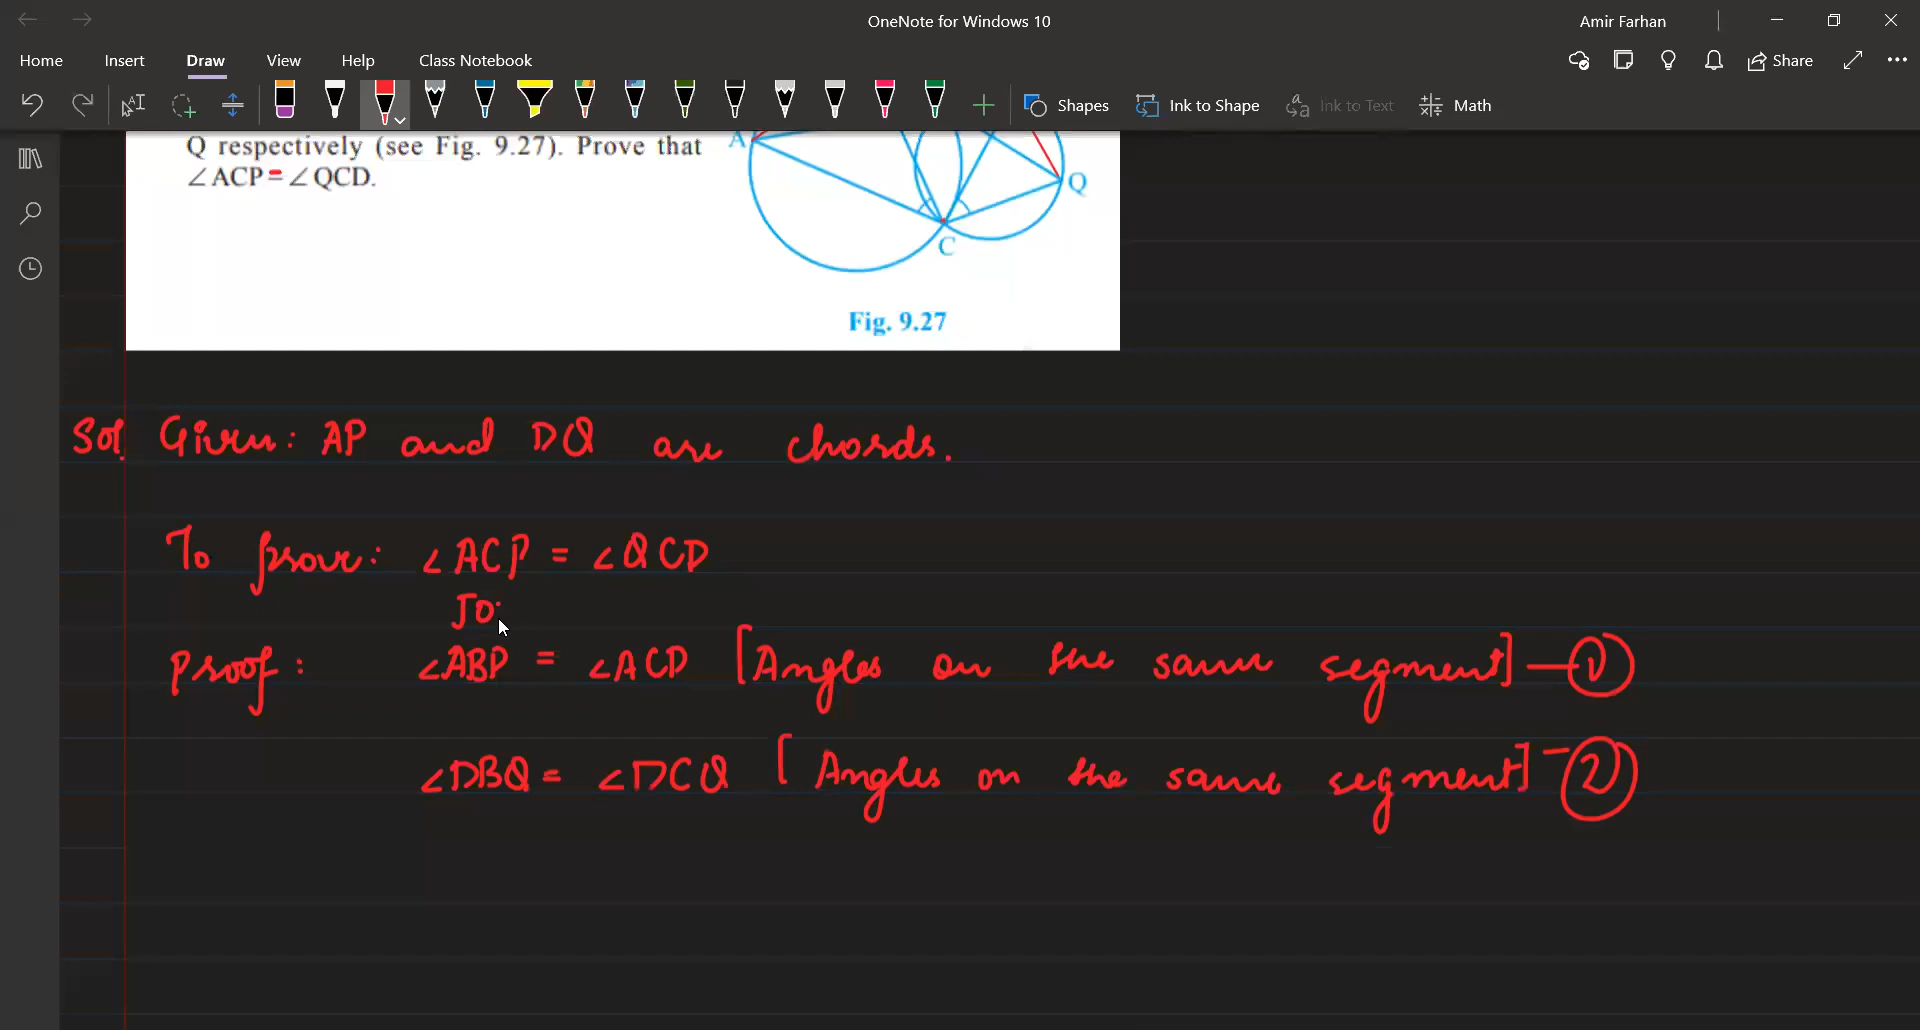 OneNote for Windows 10
Amir Farhan
Home Insert Draw View Help Class Notebook
Share
Shapes Ink to Shape Ink to Text Math
Q respectively (see Fig. 9.27). Prove that
∠ACP = ∠QCD.
A
Q
C
Fig. 9.27
Sol. Given: AP and DQ are chords.
To prove: ∠ACP = ∠QCD
Joi
Proof: ∠ABP = ∠ACD [Angles on the same segment] — ①
∠DBQ = ∠DCQ [Angles on the same segment] — ②